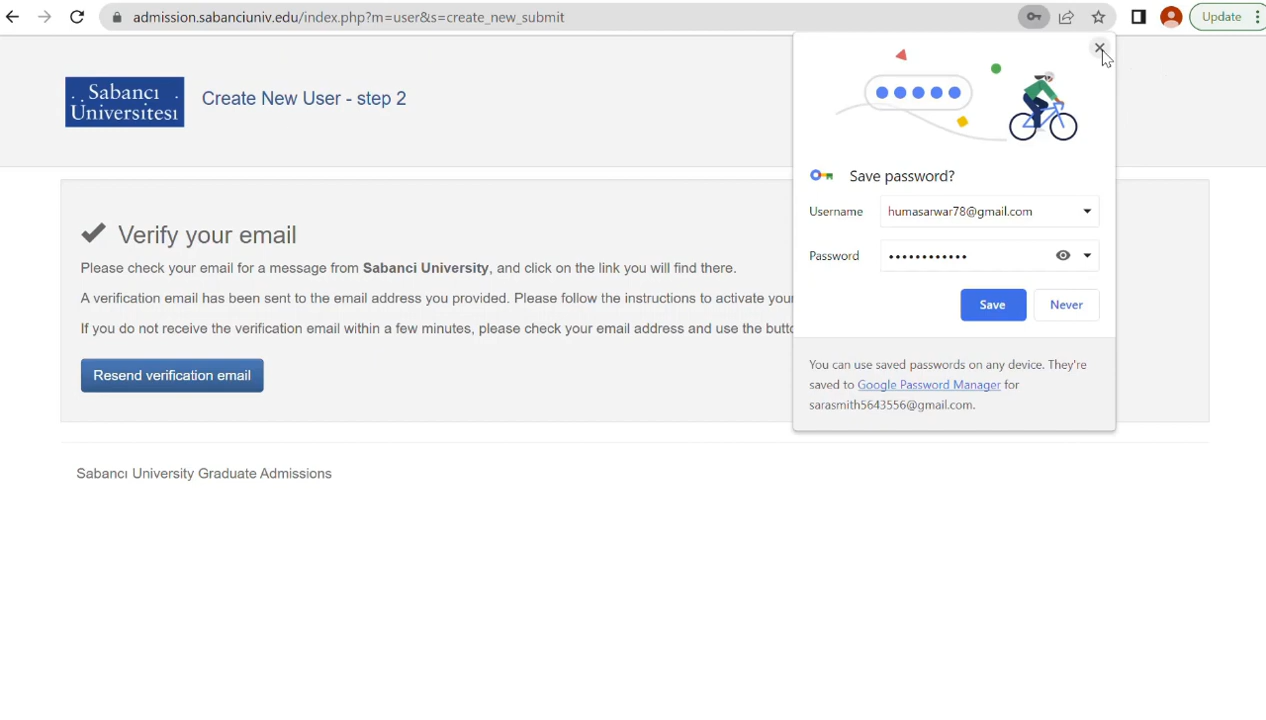 admission.sabanciuniv.edu/index.php?m=user&s=create_new_submit
Update
Sabancı
Universitesı
Create New User - step 2
Verify your email
Please check your email for a message from Sabanci University, and click on the link you will find there.
A verification email has been sent to the email address you provided. Please follow the instructions to activate your
If you do not receive the verification email within a few minutes, please check your email address and use the butto
Resend verification email
Sabancı University Graduate Admissions
Save password?
Username humasarwar78@gmail.com
Password ••••••••••••
Save Never
You can use saved passwords on any device. They're
saved to Google Password Manager for
sarasmith5643556@gmail.com.